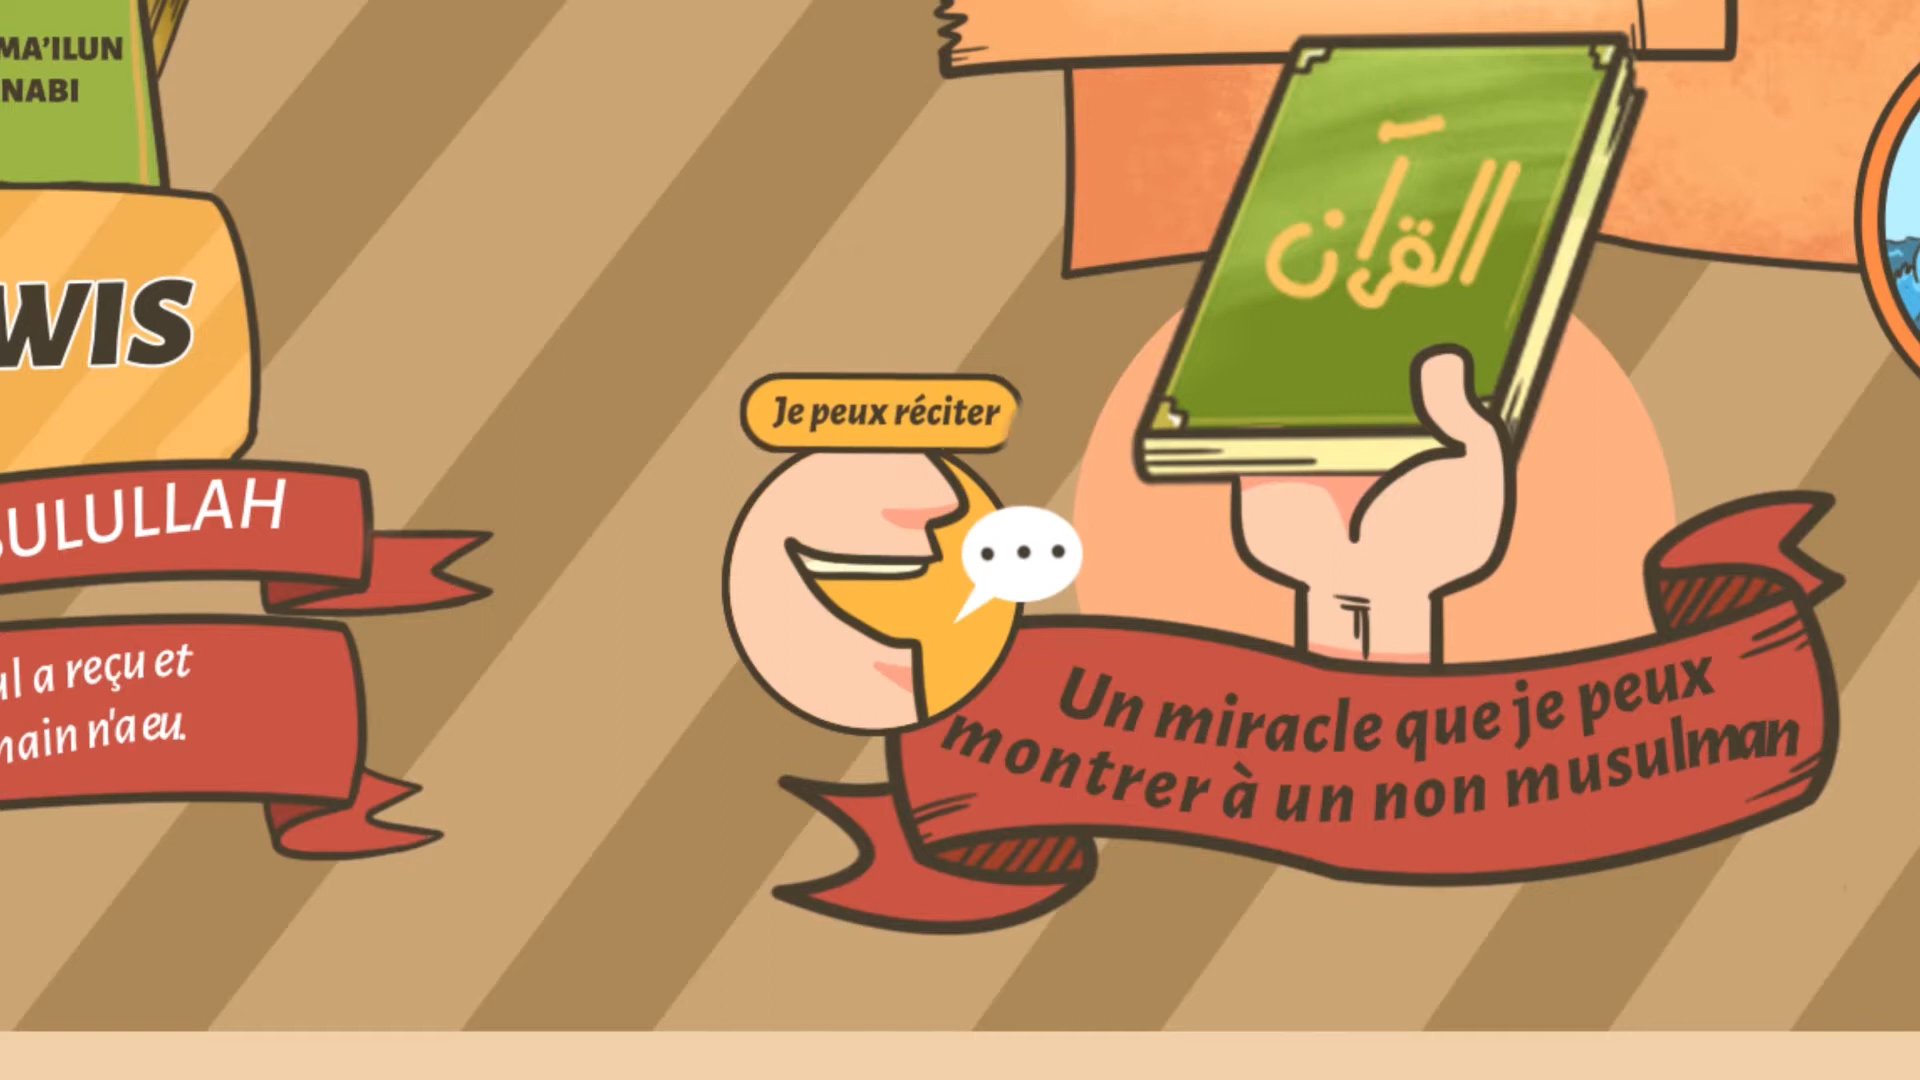 MA'ILUN
NABI
WIS
SULULLAH
ul a reçu et
main n'a eu.
القرآن
Je peux réciter
Un miracle que je peux
montrer à un non musulman